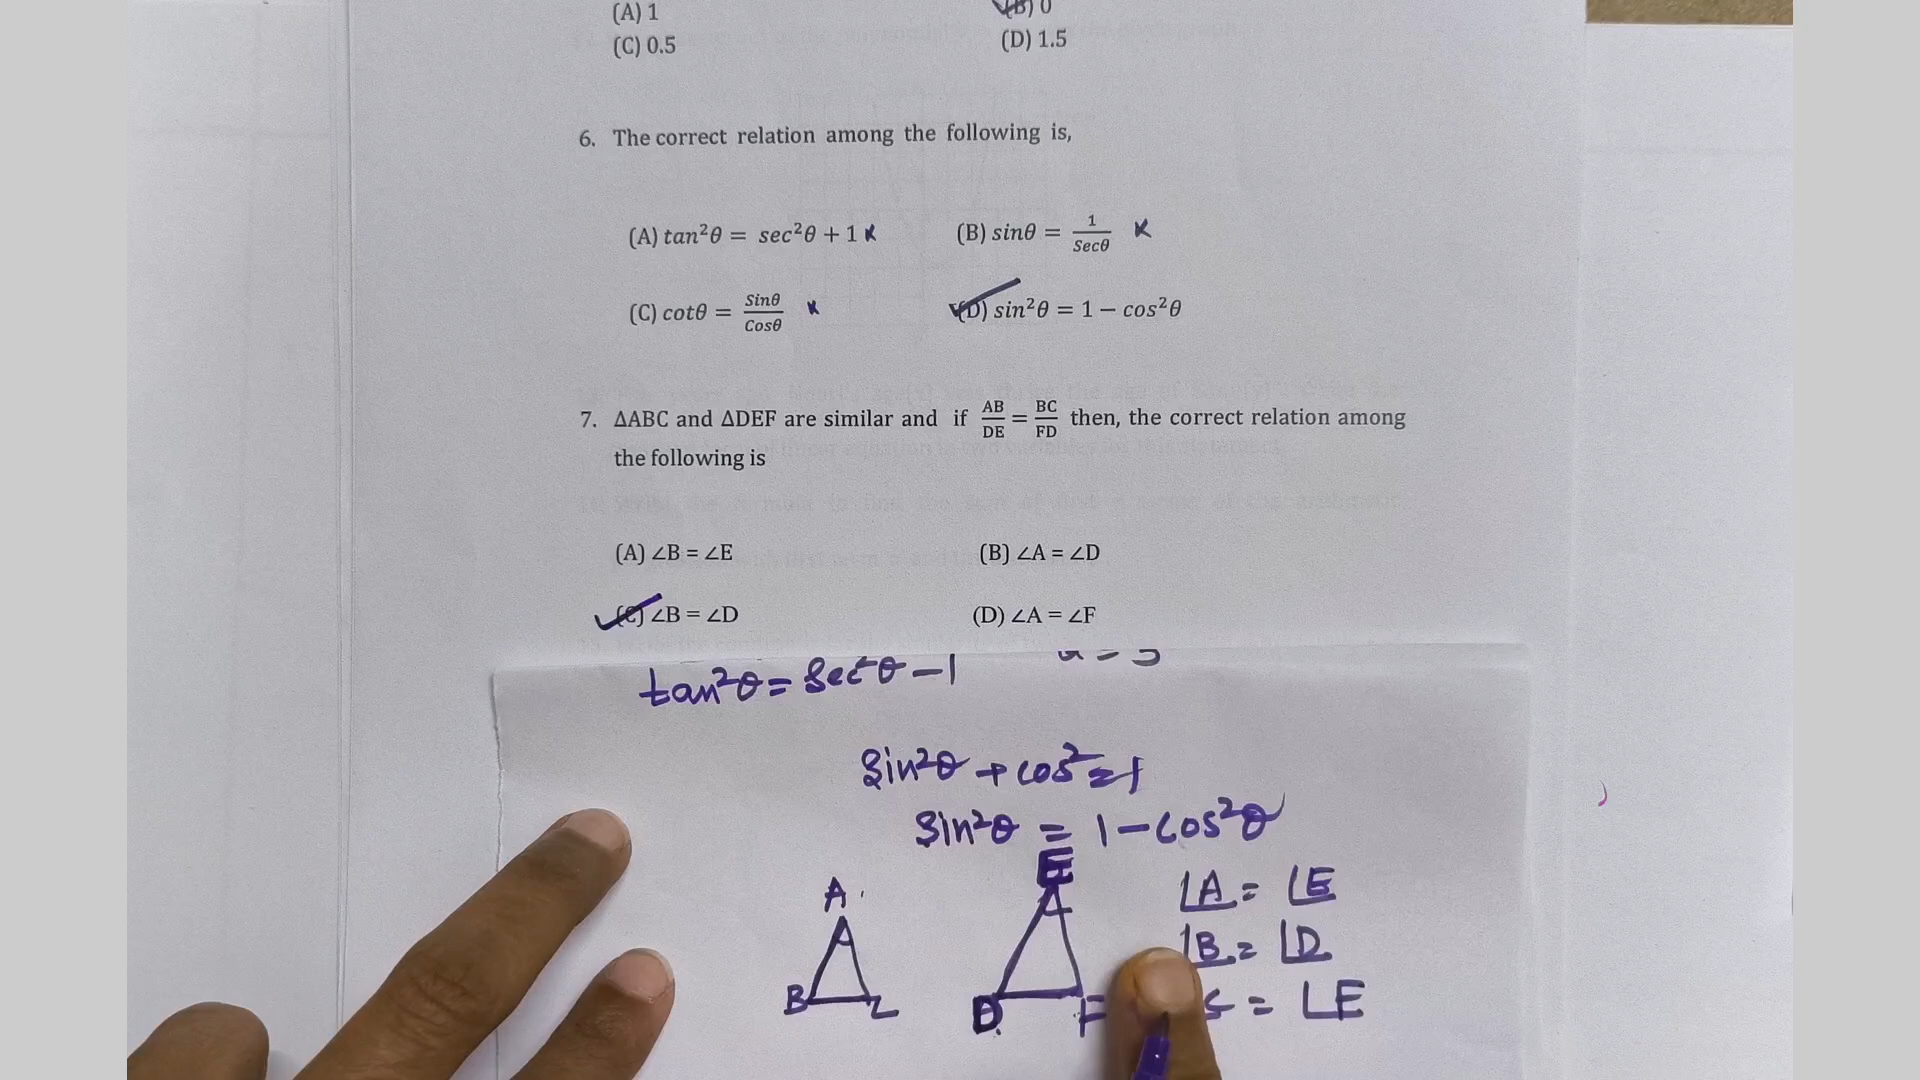 (A) 1 (B) 0
(C) 0.5 (D) 1.5
6. The correct relation among the following is,
(A) tan²θ = sec²θ + 1 × (B) sinθ = 1/Secθ ×
(C) cotθ = Sinθ/Cosθ × (D) sin²θ = 1 − cos²θ
7. ΔABC and ΔDEF are similar and if AB/DE = BC/FD then, the correct relation among
the following is
(A) ∠B = ∠E (B) ∠A = ∠D
(C) ∠B = ∠D (D) ∠A = ∠F
tan²θ = Sec²θ − 1
Sin²θ + cos² = 1
Sin²θ = 1 − cos²θ
A E ∠A = ∠E
∠B = ∠D
B D F = ∠E